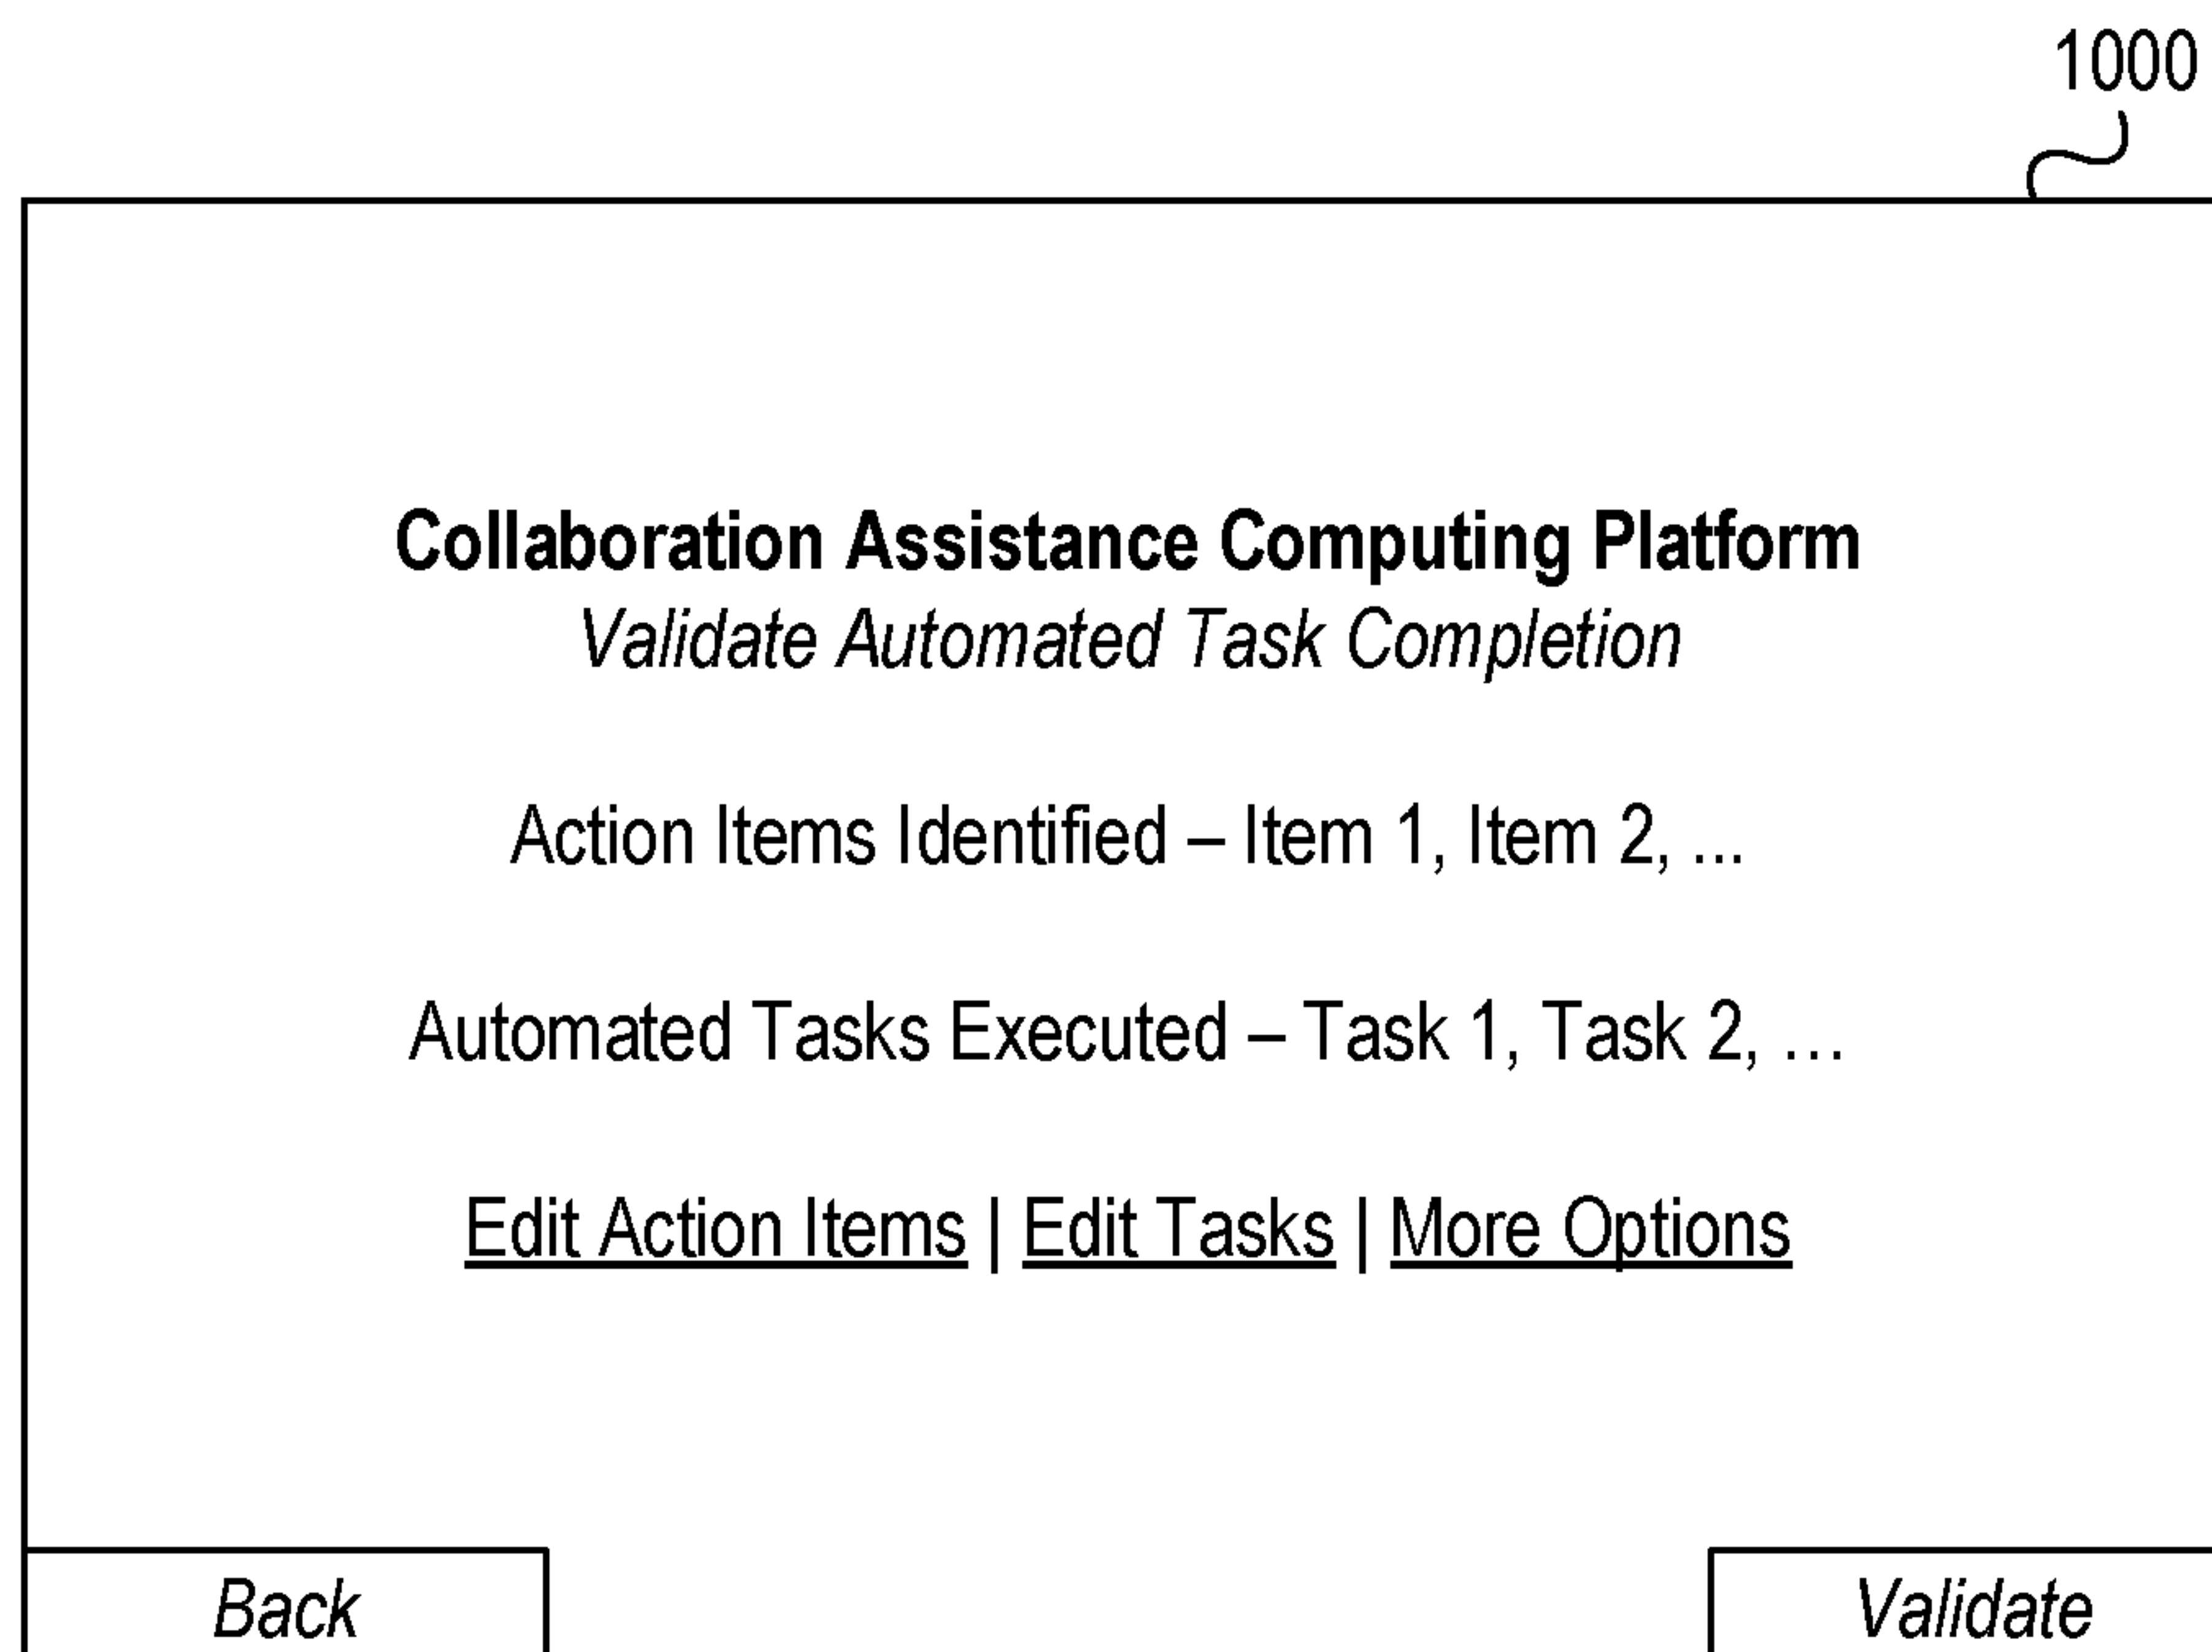 1000
Collaboration Assistance Computing Platform
Validate Automated Task Completion
Action Items Identified – Item 1, Item 2, ...
Automated Tasks Executed – Task 1, Task 2, ...
Edit Action Items | Edit Tasks | More Options
Back
Validate